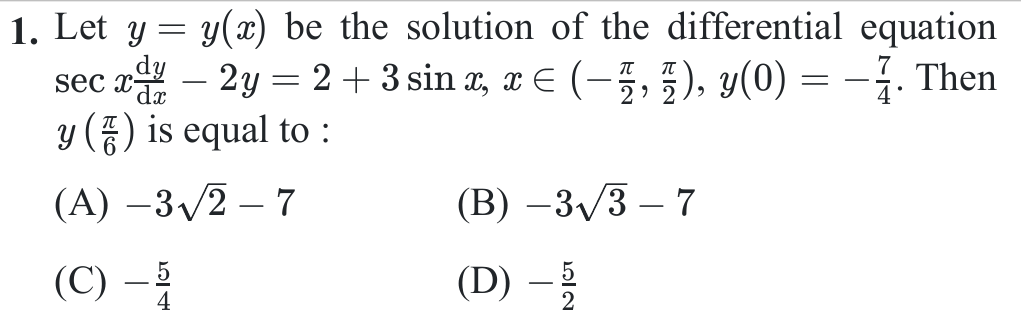 1. Let y = y(x) be the solution of the differential equation
sec x dy/dx − 2y = 2 + 3 sin x, x ∈ (−π/2, π/2), y(0) = −7/4. Then
y (π/6) is equal to :
(A) −3√2 − 7 (B) −3√3 − 7
(C) −5/4 (D) −5/2